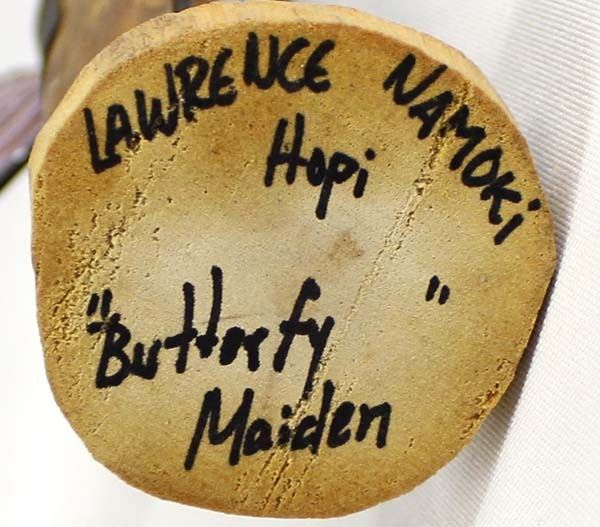 LAWRENCE NAMOKi
Hopi
"Butterfy"
Maiden